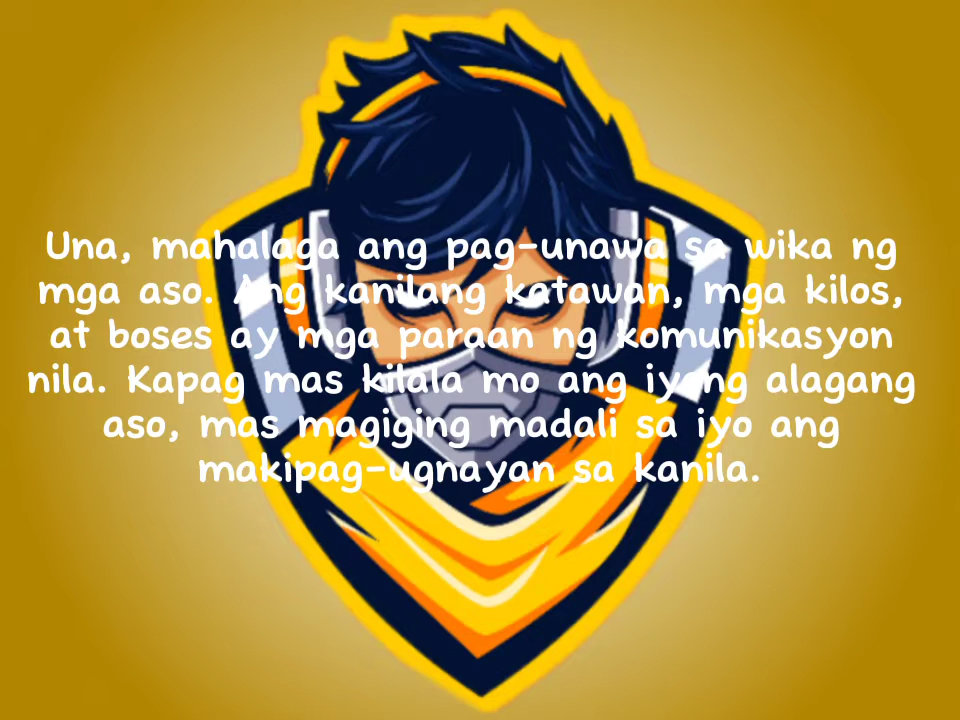 Una, mahalaga ang pag-unawa sa wika ng
mga aso. Ang kanilang katawan, mga kilos,
at boses ay mga paraan ng komunikasyon
nila. Kapag mas kilala mo ang iyong alagang
aso, mas magiging madali sa iyo ang
makipag-ugnayan sa kanila.